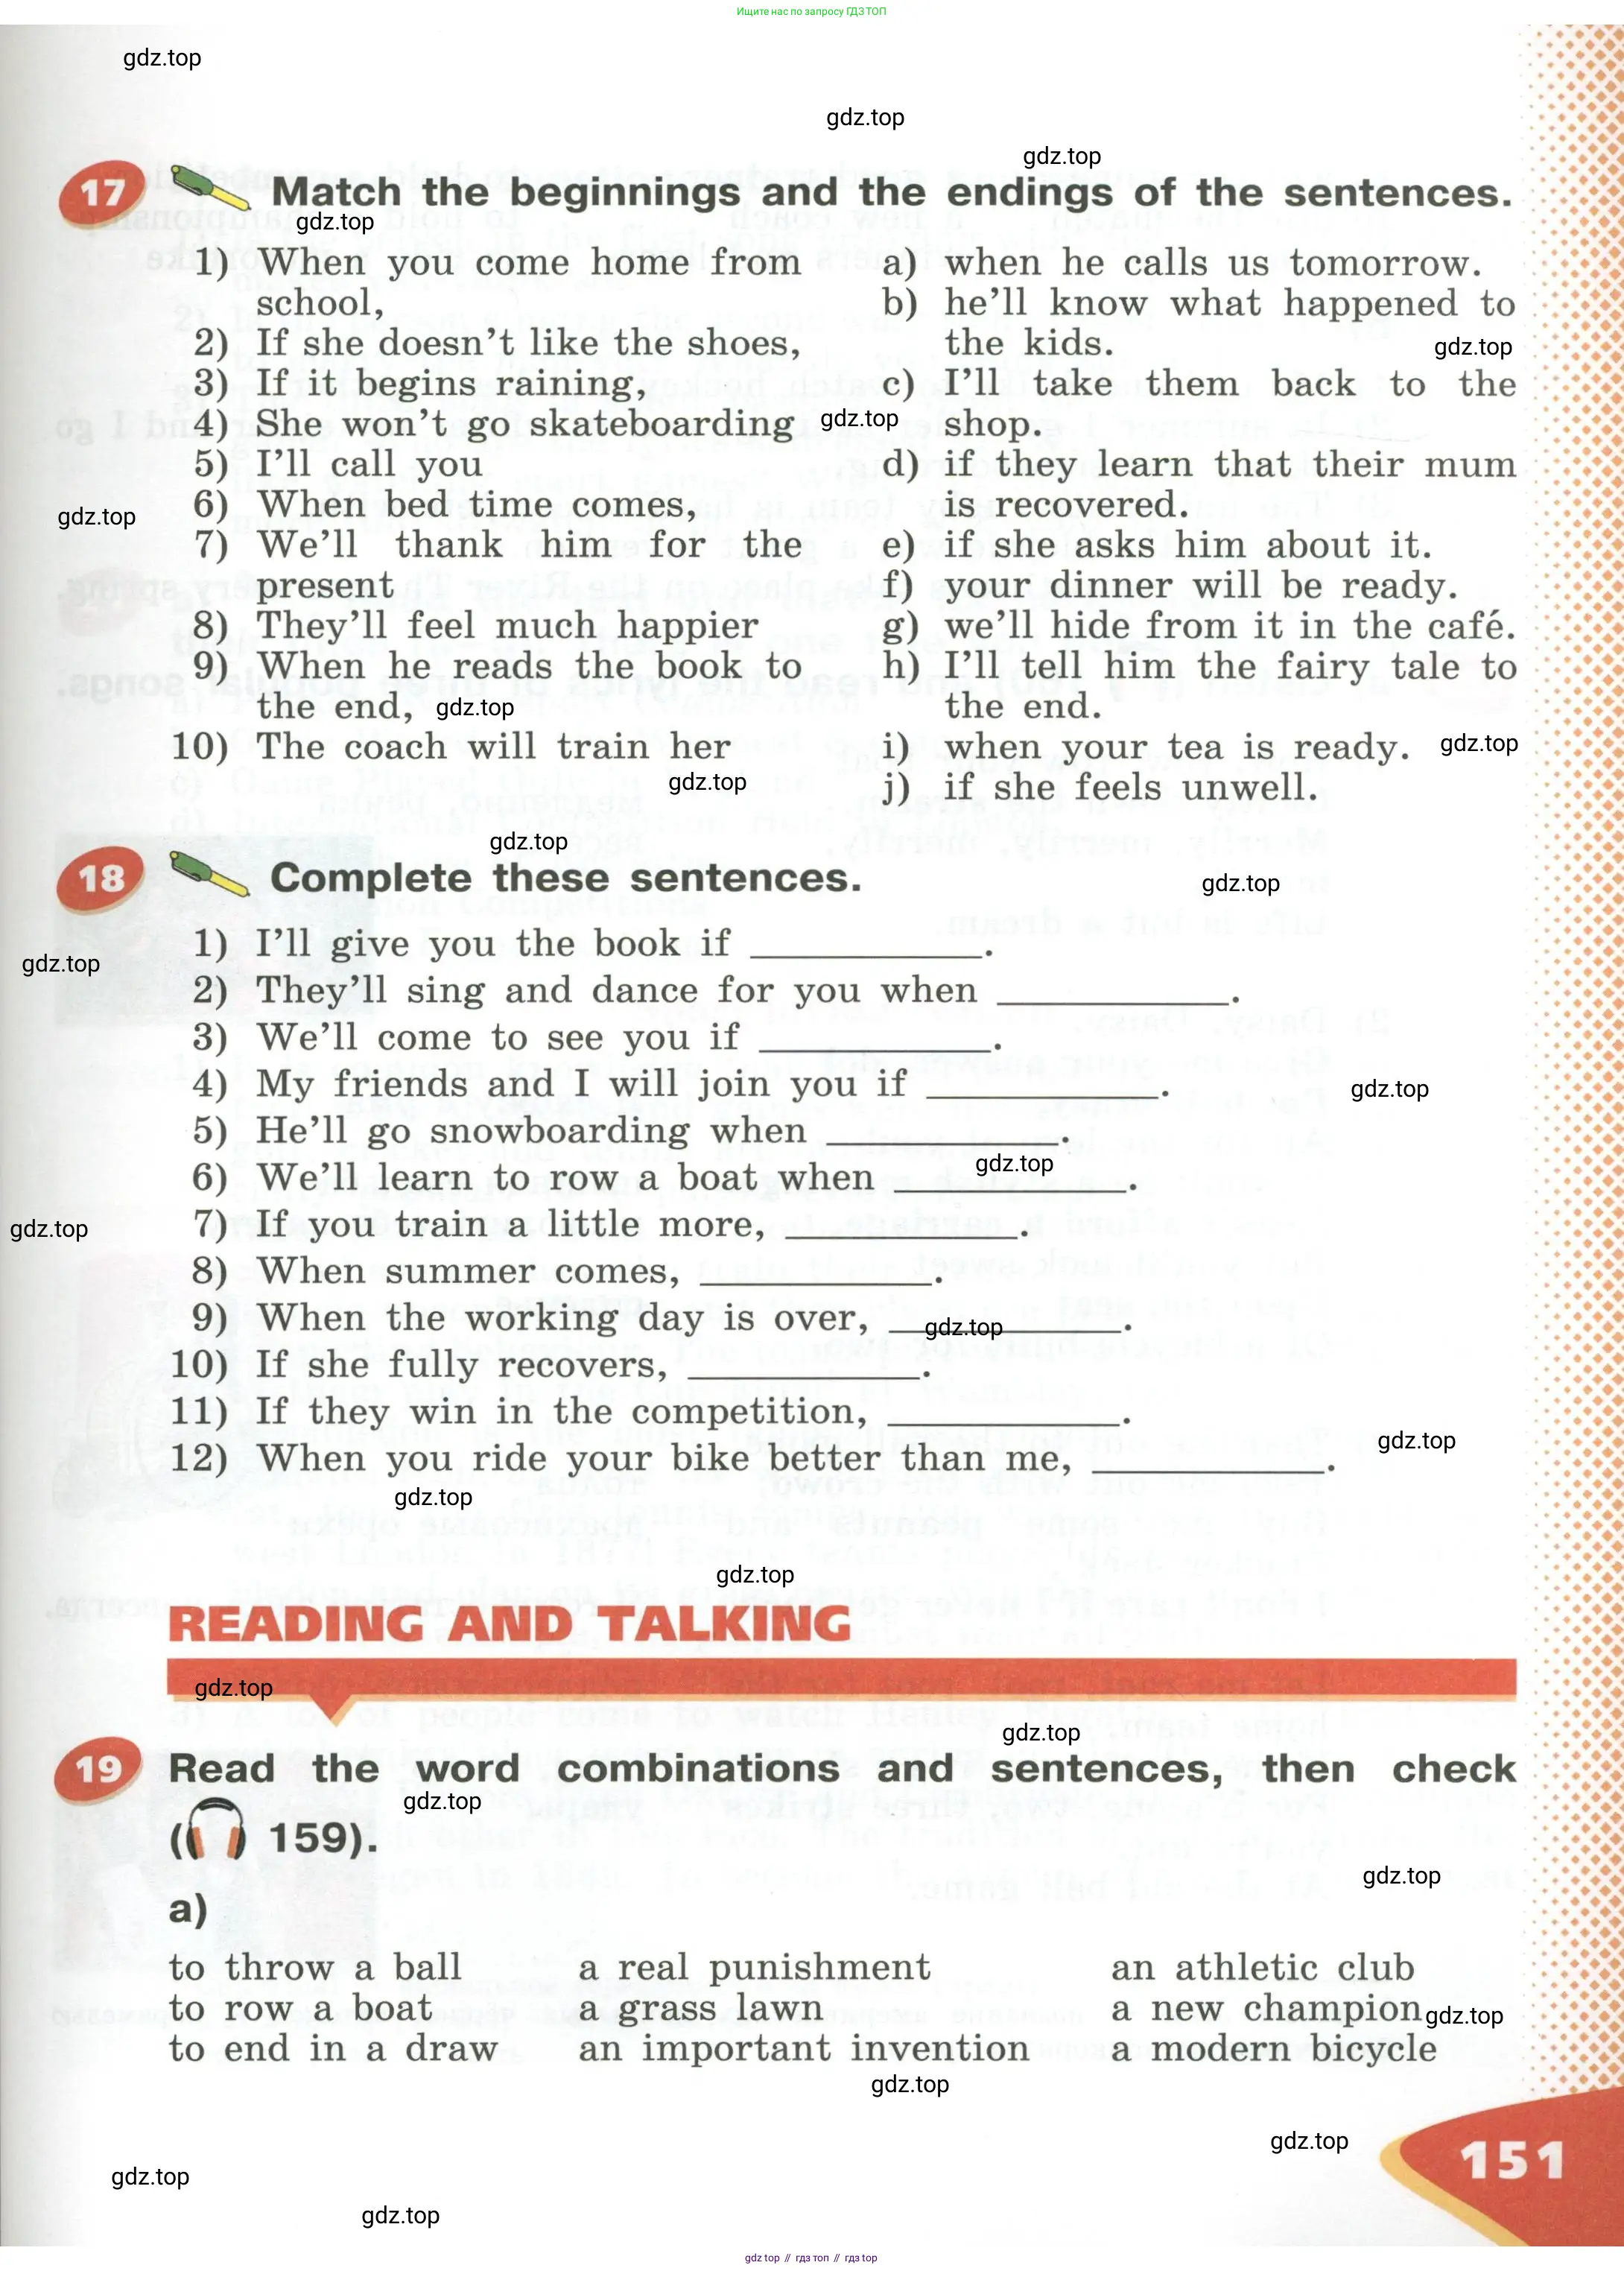 Ищите нас по запросу ГДЗ ТОП
gdz.top
gdz.top
gdz.top
17 Match the beginnings and the endings of the sentences.
gdz.top
1) When you come home from
school,
2) If she doesn't like the shoes,
3) If it begins raining,
4) She won't go skateboarding
5) I'll call you
6) When bed time comes,
7) We'll thank him for the
present
8) They'll feel much happier
9) When he reads the book to
the end,
10) The coach will train her
a) when he calls us tomorrow.
b) he'll know what happened to
the kids.
c) I'll take them back to the
shop.
d) if they learn that their mum
is recovered.
e) if she asks him about it.
f) your dinner will be ready.
g) we'll hide from it in the café.
h) I'll tell him the fairy tale to
the end.
i) when your tea is ready.
j) if she feels unwell.
gdz.top
gdz.top
gdz.top
gdz.top
gdz.top
gdz.top
gdz.top
18 Complete these sentences.
gdz.top
gdz.top
1) I'll give you the book if ___________.
2) They'll sing and dance for you when ___________.
3) We'll come to see you if ___________.
4) My friends and I will join you if ___________.
gdz.top
5) He'll go snowboarding when ___________.
gdz.top
6) We'll learn to row a boat when ___________.
7) If you train a little more, ___________.
gdz.top
8) When summer comes, ___________.
9) When the working day is over, ___________.
gdz.top
10) If she fully recovers, ___________.
11) If they win in the competition, ___________.
gdz.top
12) When you ride your bike better than me, ___________.
gdz.top
gdz.top
READING AND TALKING
gdz.top
gdz.top
19 Read the word combinations and sentences, then check
gdz.top
( 159).
gdz.top
a)
to throw a ball a real punishment an athletic club
to row a boat a grass lawn a new champion
gdz.top
to end in a draw an important invention a modern bicycle
gdz.top
gdz.top
151
gdz.top
gdz.top
gdz top // гдз топ // гдз top